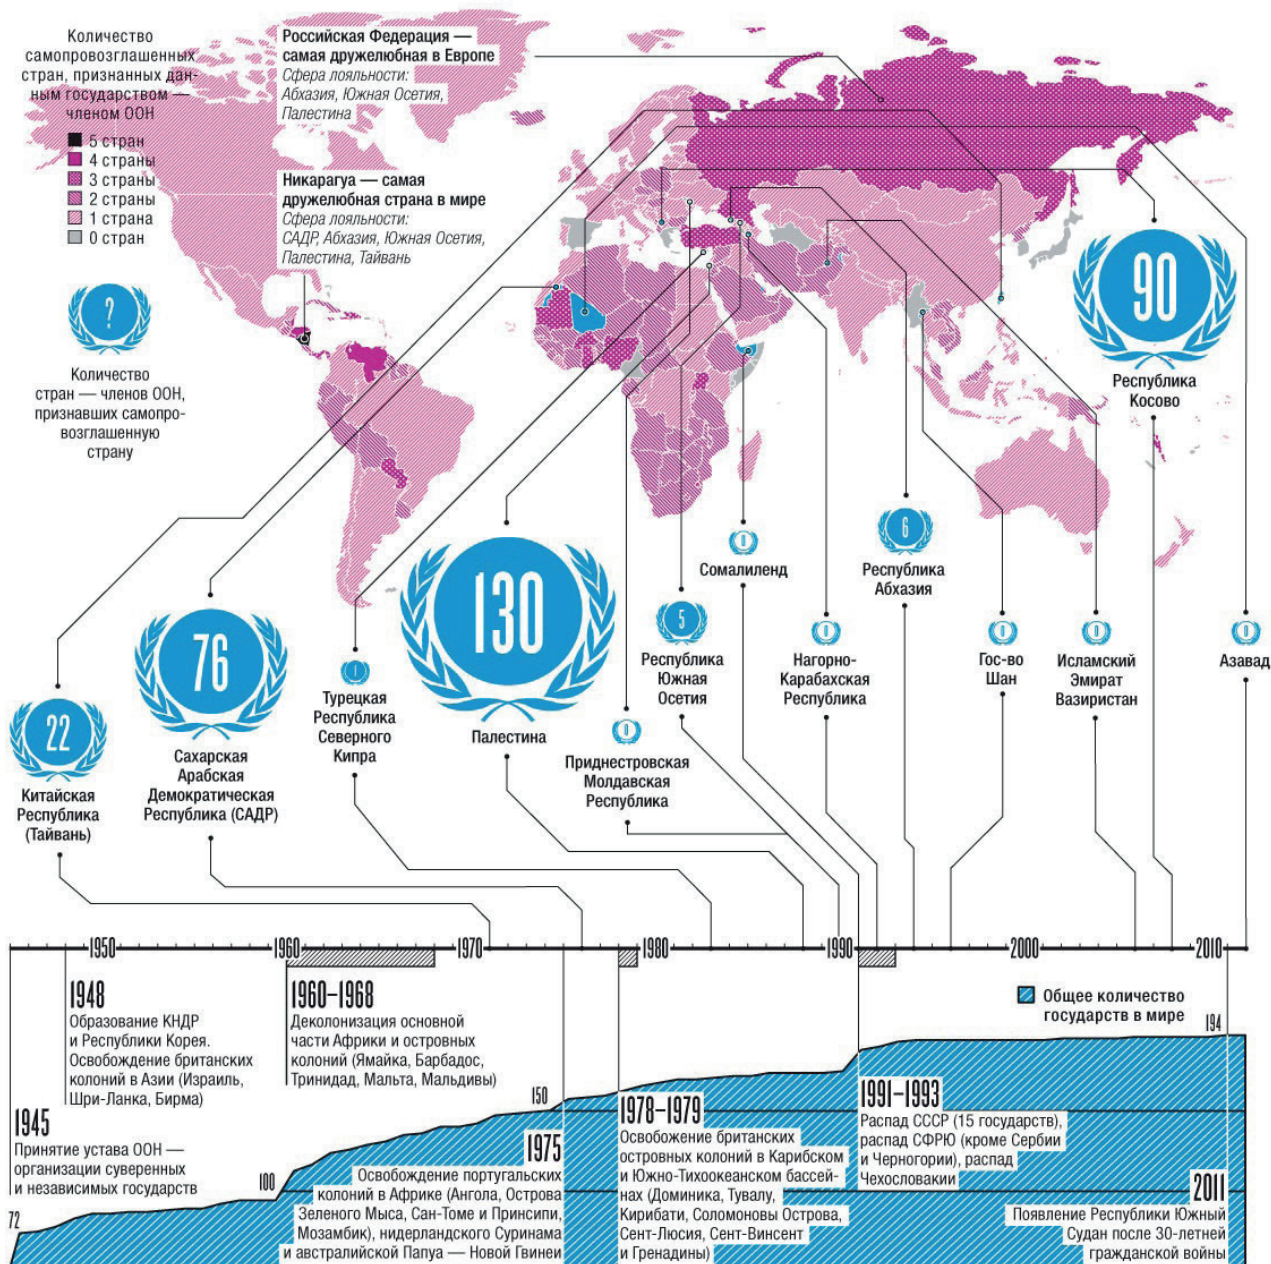 Количество
самопровозглашенных
стран, признанных дан-
ным государством —
членом ООН
5 стран
4 страны
3 страны
2 страны
1 страна
0 стран
?
Количество
стран — членов ООН,
признавших самопро-
возглашенную
страну
Российская Федерация —
самая дружелюбная в Европе
Сфера лояльности:
Абхазия, Южная Осетия,
Палестина
Никарагуа — самая
дружелюбная страна в мире
Сфера лояльности:
САДР, Абхазия, Южная Осетия,
Палестина, Тайвань
90
Республика
Косово
22
Китайская
Республика
(Тайвань)
76
Сахарская
Арабская
Демократическая
Республика (САДР)
1
Турецкая
Республика
Северного
Кипра
130
Палестина
0
Приднестровская
Молдавская
Республика
5
Республика
Южная
Осетия
0
Сомалиленд
0
Нагорно-
Карабахская
Республика
6
Республика
Абхазия
0
Гос-во
Шан
0
Исламский
Эмират
Вазиристан
0
Азавад
1950
1960
1970
1980
1990
2000
2010
1948
Образование КНДР
и Республики Корея.
Освобождение британских
колоний в Азии (Израиль,
Шри-Ланка, Бирма)
1945
Принятие устава ООН —
организации суверенных
и независимых государств
72
1960–1968
Деколонизация основной
части Африки и островных
колоний (Ямайка, Барбадос,
Тринидад, Мальта, Мальдивы)
100
150
1975
Освобождение португальских
колоний в Африке (Ангола, Острова
Зеленого Мыса, Сан-Томе и Принсипи,
Мозамбик), нидерландского Суринама
и австралийской Папуа — Новой Гвинеи
1978–1979
Освобожение британских
островных колоний в Карибском
и Южно-Тихоокеанском бассей-
нах (Доминика, Тувалу,
Кирибати, Соломоновы Острова,
Сент-Люсия, Сент-Винсент
и Гренадины)
1991–1993
Распад СССР (15 государств),
распад СФРЮ (кроме Сербии
и Черногории), распад
Чехословакии
Общее количество
государств в мире
194
2011
Появление Республики Южный
Судан после 30-летней
гражданской войны